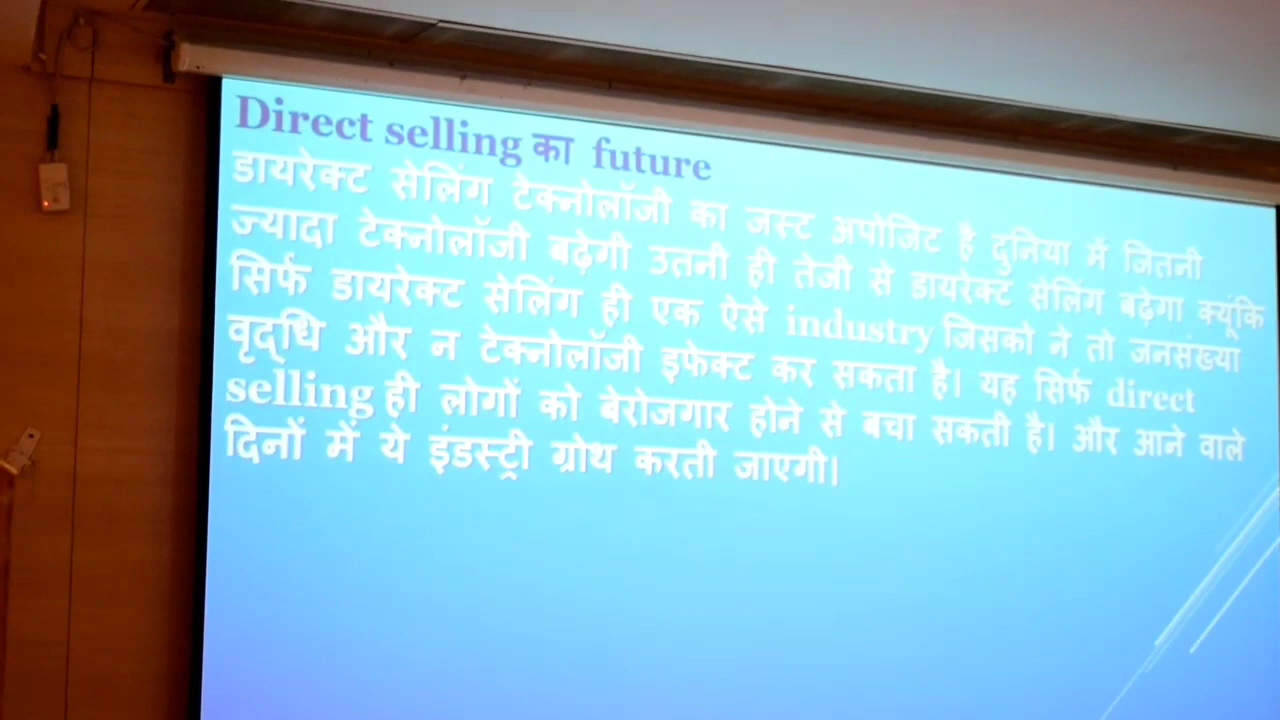 Direct selling का future
डायरेक्ट सेलिंग टेक्नोलॉजी का जस्ट अपोजिट है दुनिया में जितनी
ज्यादा टेक्नोलॉजी बढ़ेगी उतनी ही तेजी से डायरेक्ट सेलिंग बढ़ेगा क्यूंकि
सिर्फ डायरेक्ट सेलिंग ही एक ऐसे industry जिसको ने तो जनसंख्या
वृद्धि और न टेक्नोलॉजी इफेक्ट कर सकता है। यह सिर्फ direct
selling ही लोगों को बेरोजगार होने से बचा सकती है। और आने वाले
दिनों में ये इंडस्ट्री ग्रोथ करती जाएगी।